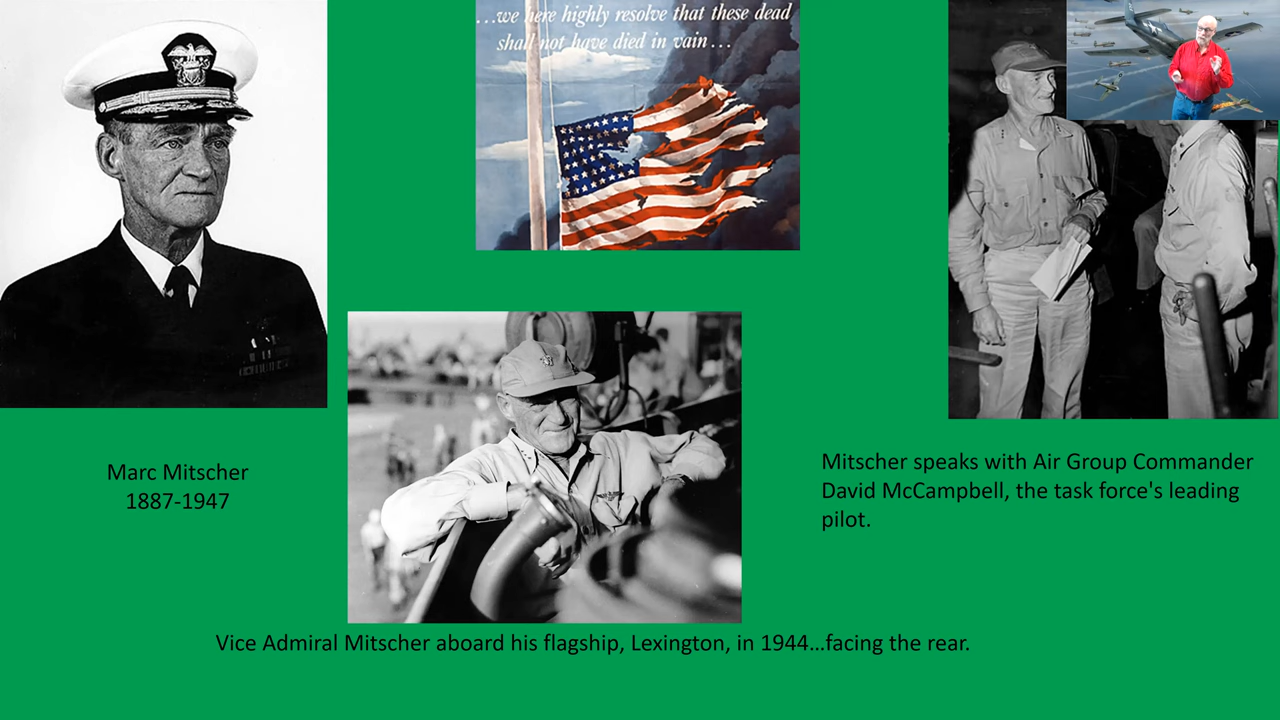 ...we here highly resolve that these dead
shall not have died in vain...
Marc Mitscher
1887-1947
Mitscher speaks with Air Group Commander
David McCampbell, the task force's leading
pilot.
Vice Admiral Mitscher aboard his flagship, Lexington, in 1944...facing the rear.